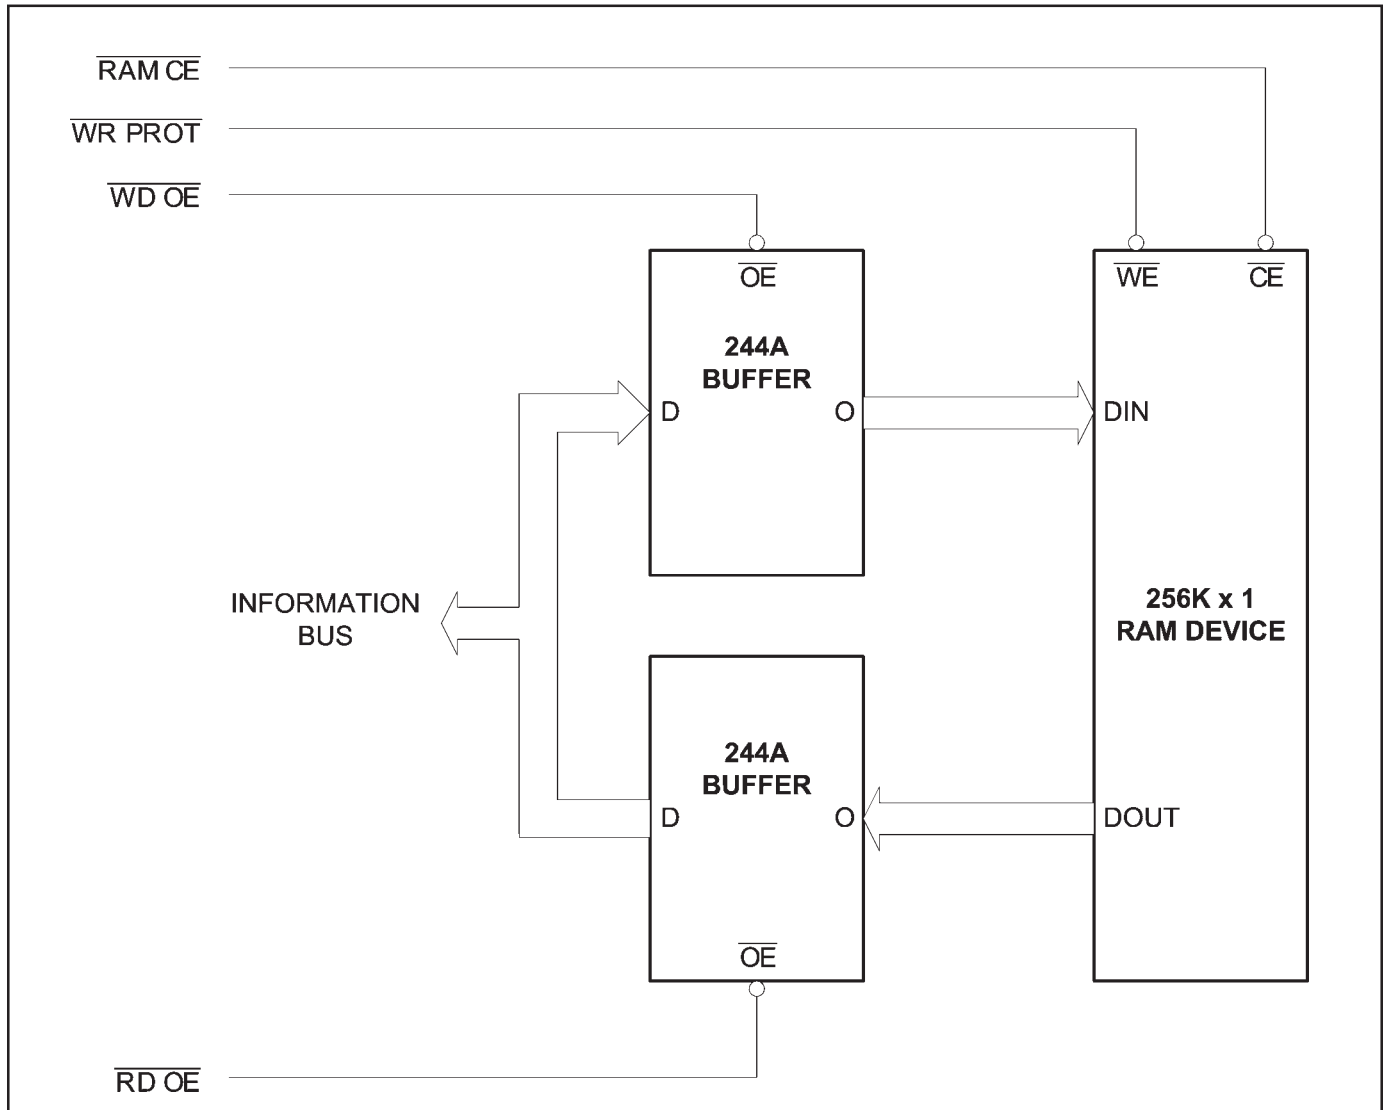 RAM CE
WR PROT
WD OE
OE
WE
CE
244A
BUFFER
D
O
DIN
INFORMATION
BUS
256K x 1
RAM DEVICE
244A
BUFFER
D
O
DOUT
OE
RD OE